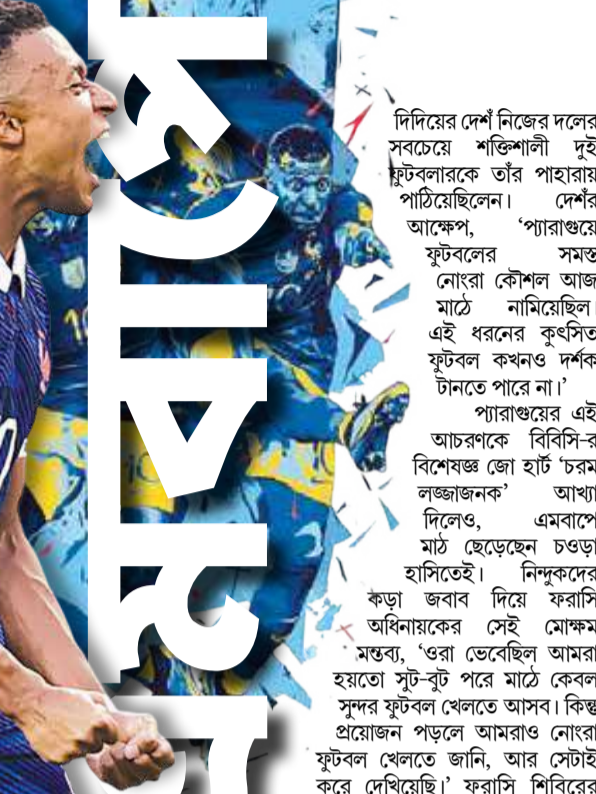 দিদিয়ের দেশঁ নিজের দলের
সবচেয়ে শক্তিশালী দুই
ফুটবলারকে তাঁর পাহারায়
পাঠিয়েছিলেন। দেশঁর
আক্ষেপ, ‘প্যারাগুয়ে
ফুটবলের সমস্ত
নোংরা কৌশল আজ
মাঠে নামিয়েছিল।
এই ধরনের কুৎসিত
ফুটবল কখনও দর্শক
টানতে পারে না।’
প্যারাগুয়ের এই
আচরণকে বিবিসি-র
বিশেষজ্ঞ জো হার্ট ‘চরম
লজ্জাজনক’ আখ্যা
দিলেও, এমবাপে
মাঠ ছেড়েছেন চওড়া
হাসিতেই। নিন্দুকদের
কড়া জবাব দিয়ে ফরাসি
অধিনায়কের সেই মোক্ষম
মন্তব্য, ‘ওরা ভেবেছিল আমরা
হয়তো সুট-বুট পরে মাঠে কেবল
সুন্দর ফুটবল খেলতে আসব। কিন্তু
প্রয়োজন পড়লে আমরাও নোংরা
ফুটবল খেলতে জানি, আর সেটাই
করে দেখিয়েছি।’ ফরাসি শিবিরের